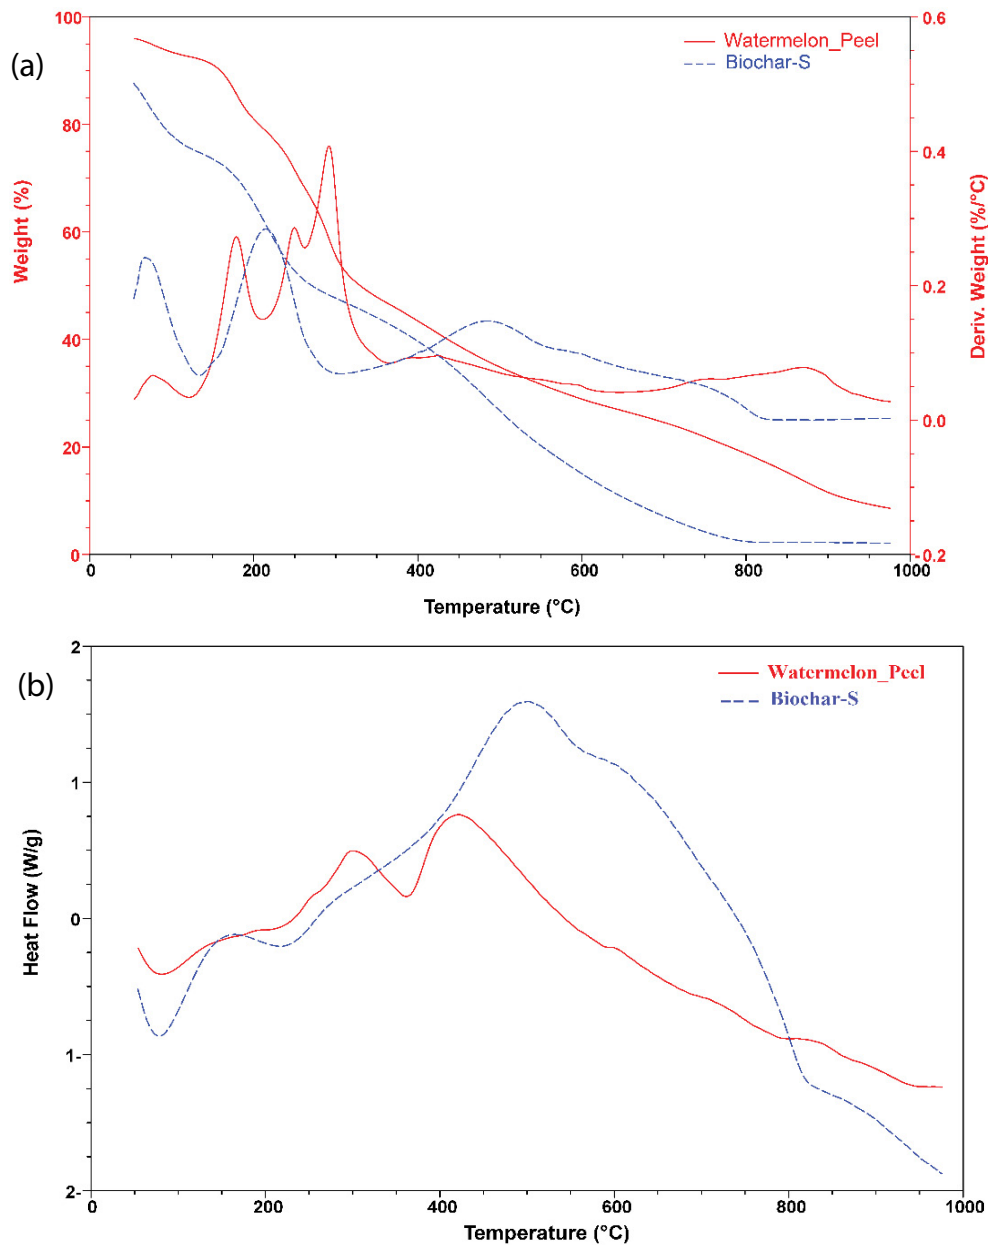 (a)
Watermelon_Peel
Biochar-S
Weight (%)
100
80
60
40
20
0
Deriv. Weight (%/°C)
0.6
0.4
0.2
0.0
-0.2
0 200 400 600 800 1000
Temperature (°C)
(b)
Watermelon_Peel
Biochar-S
Heat Flow (W/g)
2
1
0
1-
2-
0 200 400 600 800 1000
Temperature (°C)